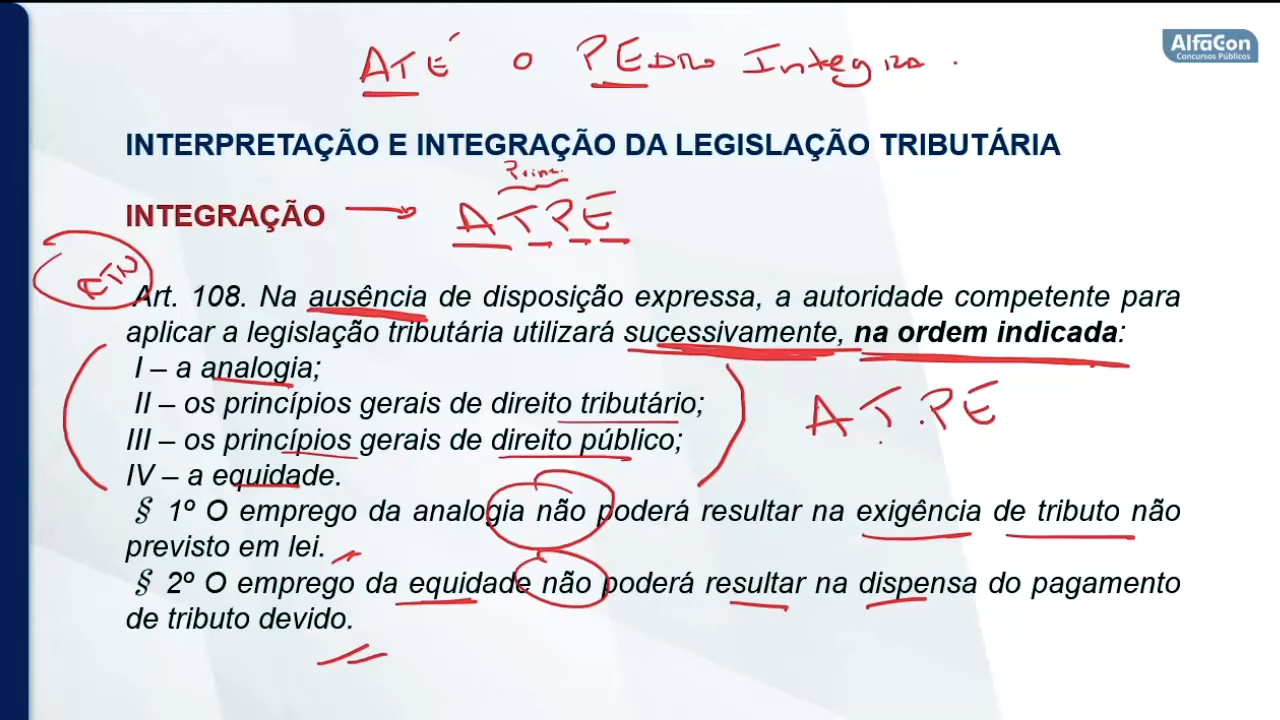 ATÉ O PEDRO Integra.
AlfaCon
Concursos Públicos
INTERPRETAÇÃO E INTEGRAÇÃO DA LEGISLAÇÃO TRIBUTÁRIA
Princ.
INTEGRAÇÃO → ATPE
CTN
Art. 108. Na ausência de disposição expressa, a autoridade competente para
aplicar a legislação tributária utilizará sucessivamente, na ordem indicada:
I – a analogia;
II – os princípios gerais de direito tributário;
III – os princípios gerais de direito público;
ATPE
IV – a equidade.
§ 1º O emprego da analogia não poderá resultar na exigência de tributo não
previsto em lei.
§ 2º O emprego da equidade não poderá resultar na dispensa do pagamento
de tributo devido.